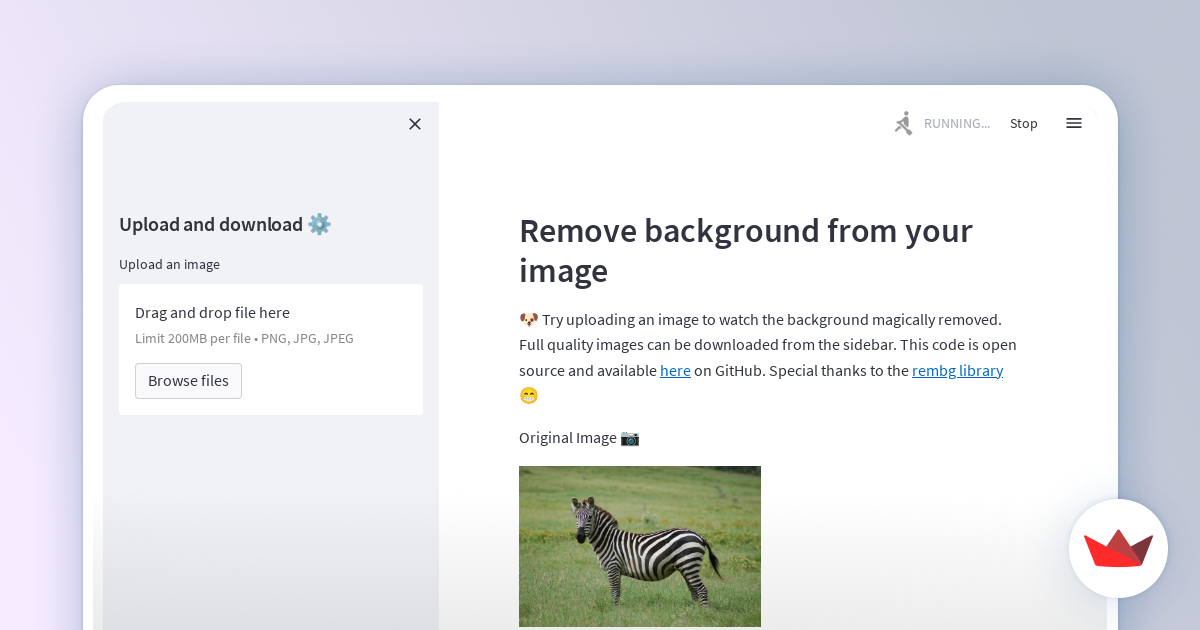 RUNNING...
Stop
Upload and download ⚙️
Upload an image
Drag and drop file here
Limit 200MB per file • PNG, JPG, JPEG
Browse files
Remove background from your
image
🐶 Try uploading an image to watch the background magically removed.
Full quality images can be downloaded from the sidebar. This code is open
source and available here on GitHub. Special thanks to the rembg library
😁
Original Image 📷